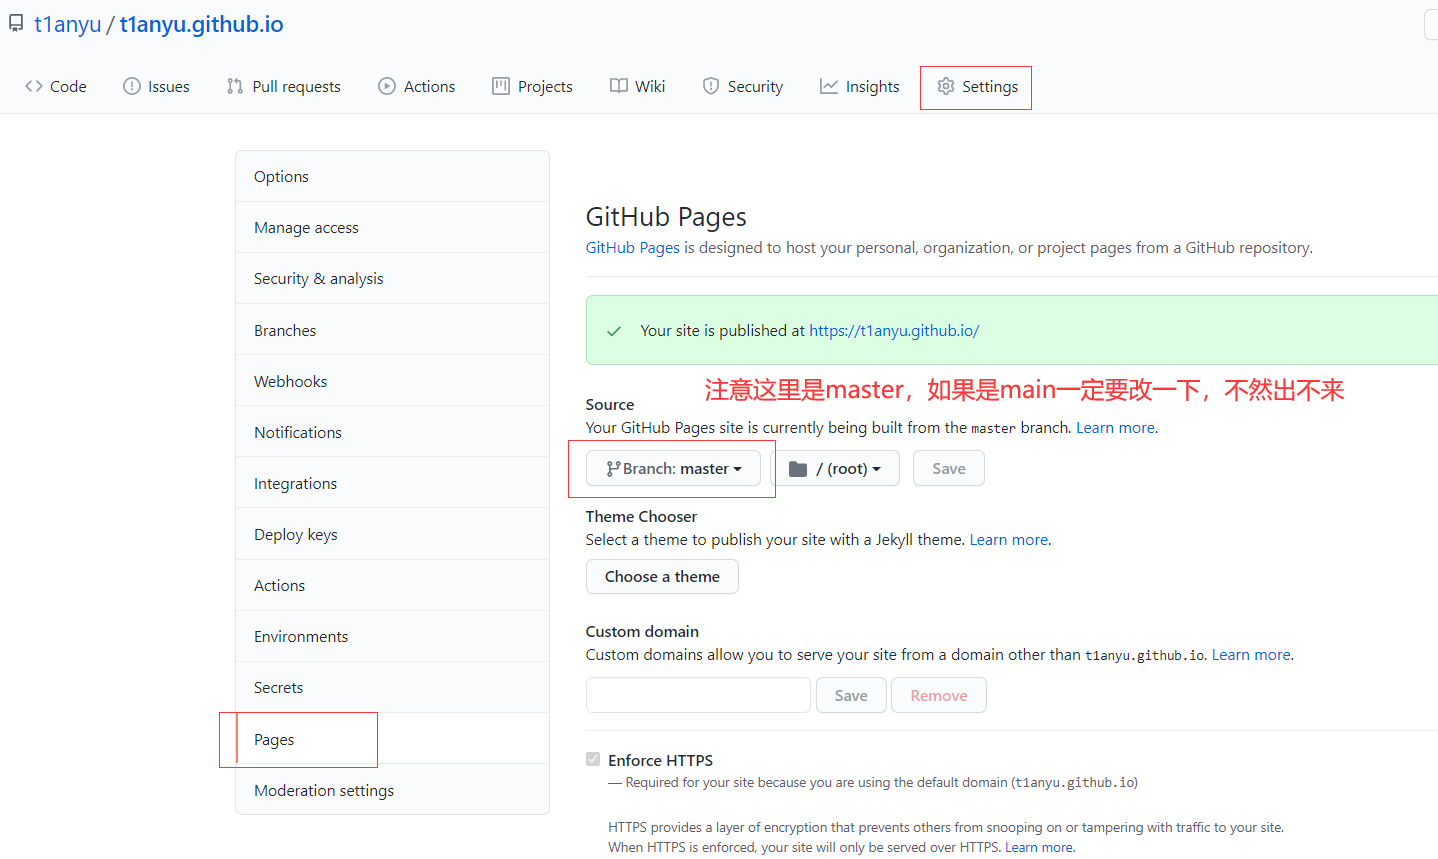 t1anyu / t1anyu.github.io
Code Issues Pull requests Actions Projects Wiki Security Insights Settings
Options
Manage access
Security & analysis
Branches
Webhooks
Notifications
Integrations
Deploy keys
Actions
Environments
Secrets
Pages
Moderation settings
GitHub Pages
GitHub Pages is designed to host your personal, organization, or project pages from a GitHub repository.
Your site is published at https://t1anyu.github.io/
注意这里是master，如果是main一定要改一下，不然出不来
Source
Your GitHub Pages site is currently being built from the master branch. Learn more.
Branch: master / (root) Save
Theme Chooser
Select a theme to publish your site with a Jekyll theme. Learn more.
Choose a theme
Custom domain
Custom domains allow you to serve your site from a domain other than t1anyu.github.io. Learn more.
Save Remove
Enforce HTTPS
— Required for your site because you are using the default domain (t1anyu.github.io)
HTTPS provides a layer of encryption that prevents others from snooping on or tampering with traffic to your site.
When HTTPS is enforced, your site will only be served over HTTPS. Learn more.